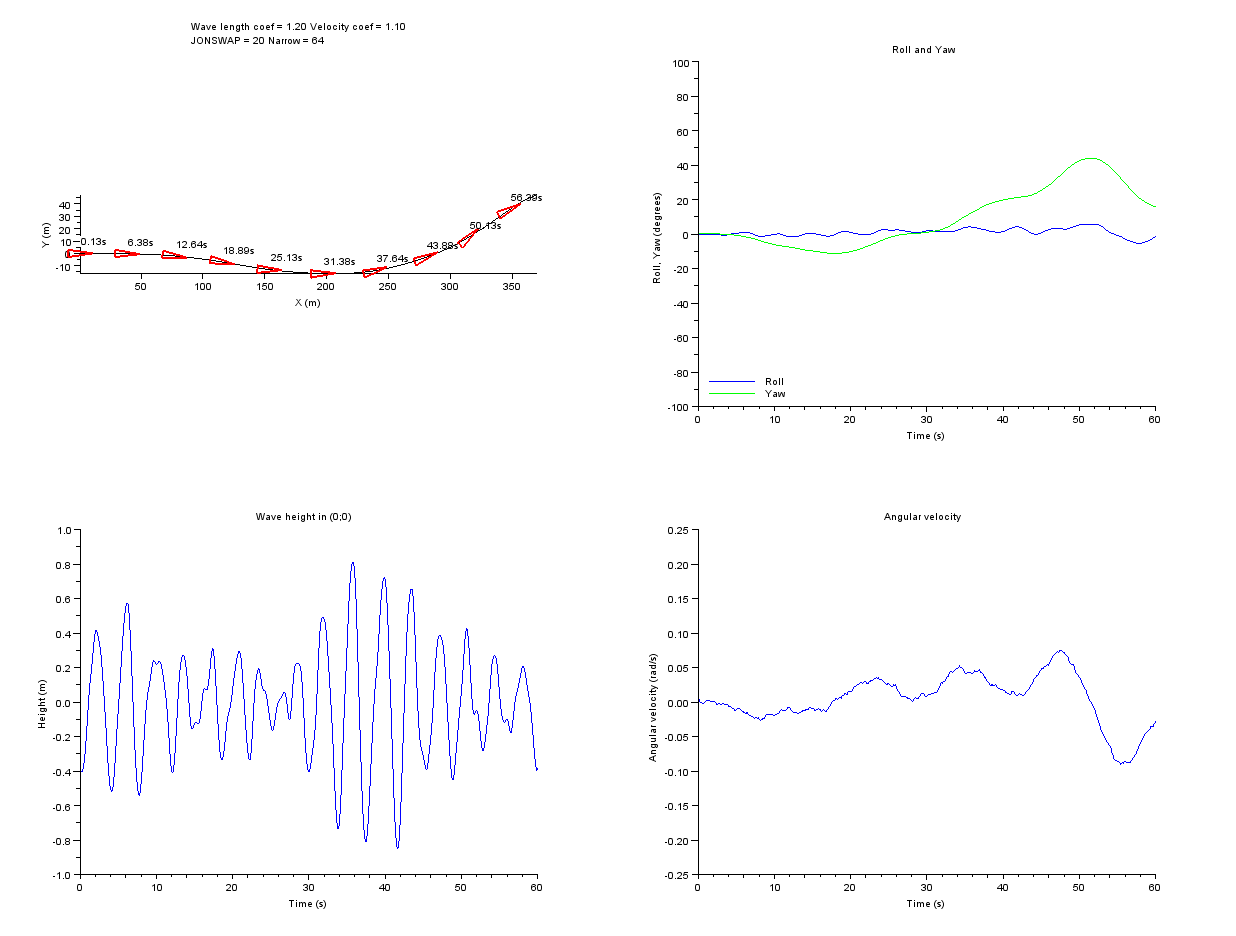 Wave length coef = 1.20 Velocity coef = 1.10
JONSWAP = 20 Narrow = 64
40
30
20
10
0
-10
Y (m)
0.13s
6.38s
12.64s
18.89s
25.13s
31.38s
37.64s
43.88s
50.13s
56.39s
50 100 150 200 250 300 350
X (m)
Roll and Yaw
100
80
60
40
20
0
-20
-40
-60
-80
-100
Roll, Yaw (degrees)
Roll
Yaw
0 10 20 30 40 50 60
Time (s)
Wave height in (0;0)
1.0
0.8
0.6
0.4
0.2
0.0
-0.2
-0.4
-0.6
-0.8
-1.0
Height (m)
0 10 20 30 40 50 60
Time (s)
Angular velocity
0.25
0.20
0.15
0.10
0.05
0.00
-0.05
-0.10
-0.15
-0.20
-0.25
Angular velocity (rad/s)
0 10 20 30 40 50 60
Time (s)